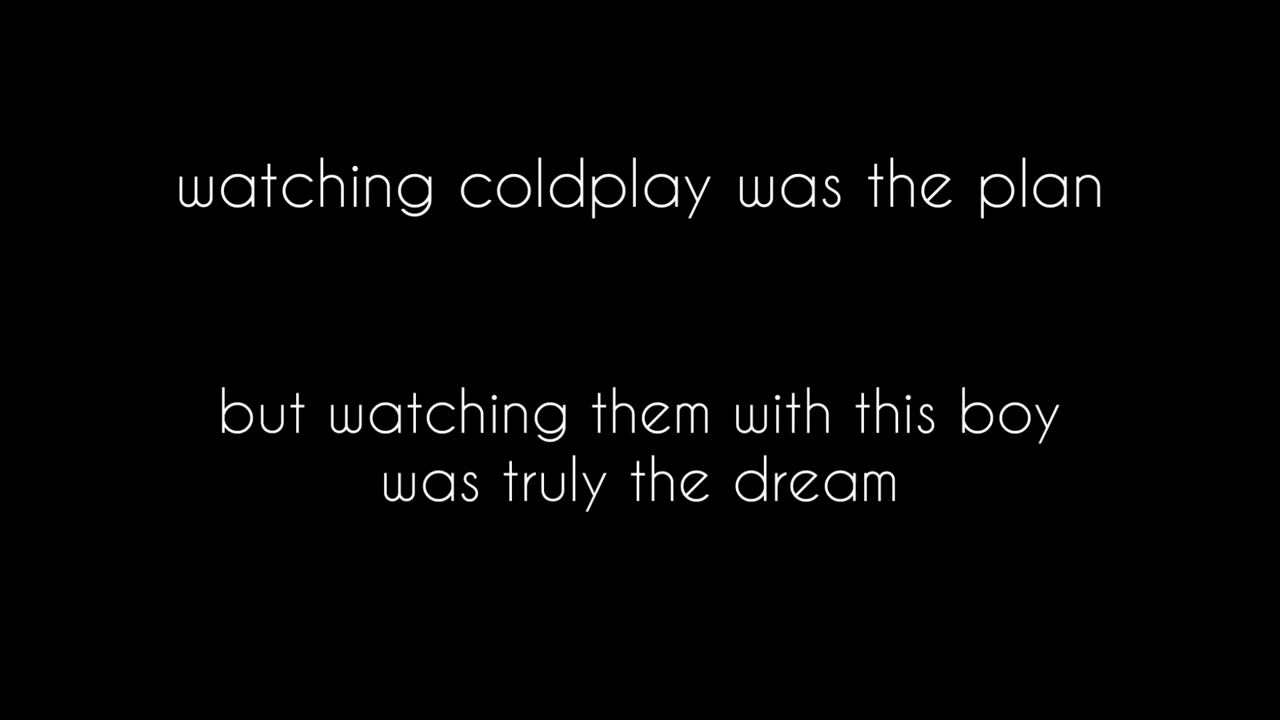 watching coldplay was the plan
but watching them with this boy
was truly the dream